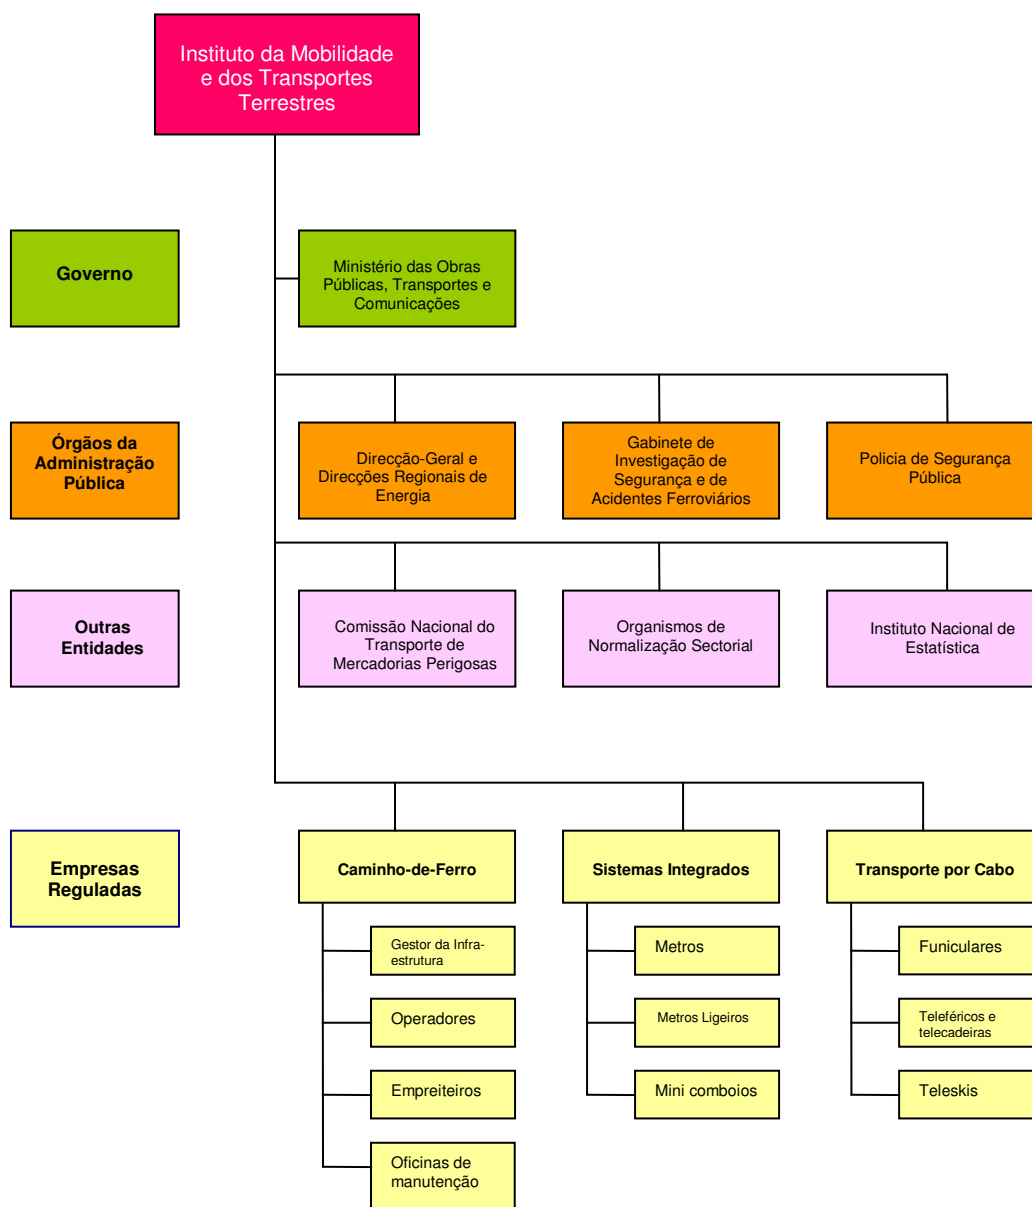 Instituto da Mobilidade
e dos Transportes
Terrestres
Governo
Ministério das Obras
Públicas, Transportes e
Comunicações
Órgãos da
Administração
Pública
Direcção-Geral e
Direcções Regionais de
Energia
Gabinete de
Investigação de
Segurança e de
Acidentes Ferroviários
Policia de Segurança
Pública
Outras
Entidades
Comissão Nacional do
Transporte de
Mercadorias Perigosas
Organismos de
Normalização Sectorial
Instituto Nacional de
Estatística
Empresas
Reguladas
Caminho-de-Ferro
Gestor da Infra-
estrutura
Operadores
Empreiteiros
Oficinas de
manutenção
Sistemas Integrados
Metros
Metros Ligeiros
Mini comboios
Transporte por Cabo
Funiculares
Teleféricos e
telecadeiras
Teleskis